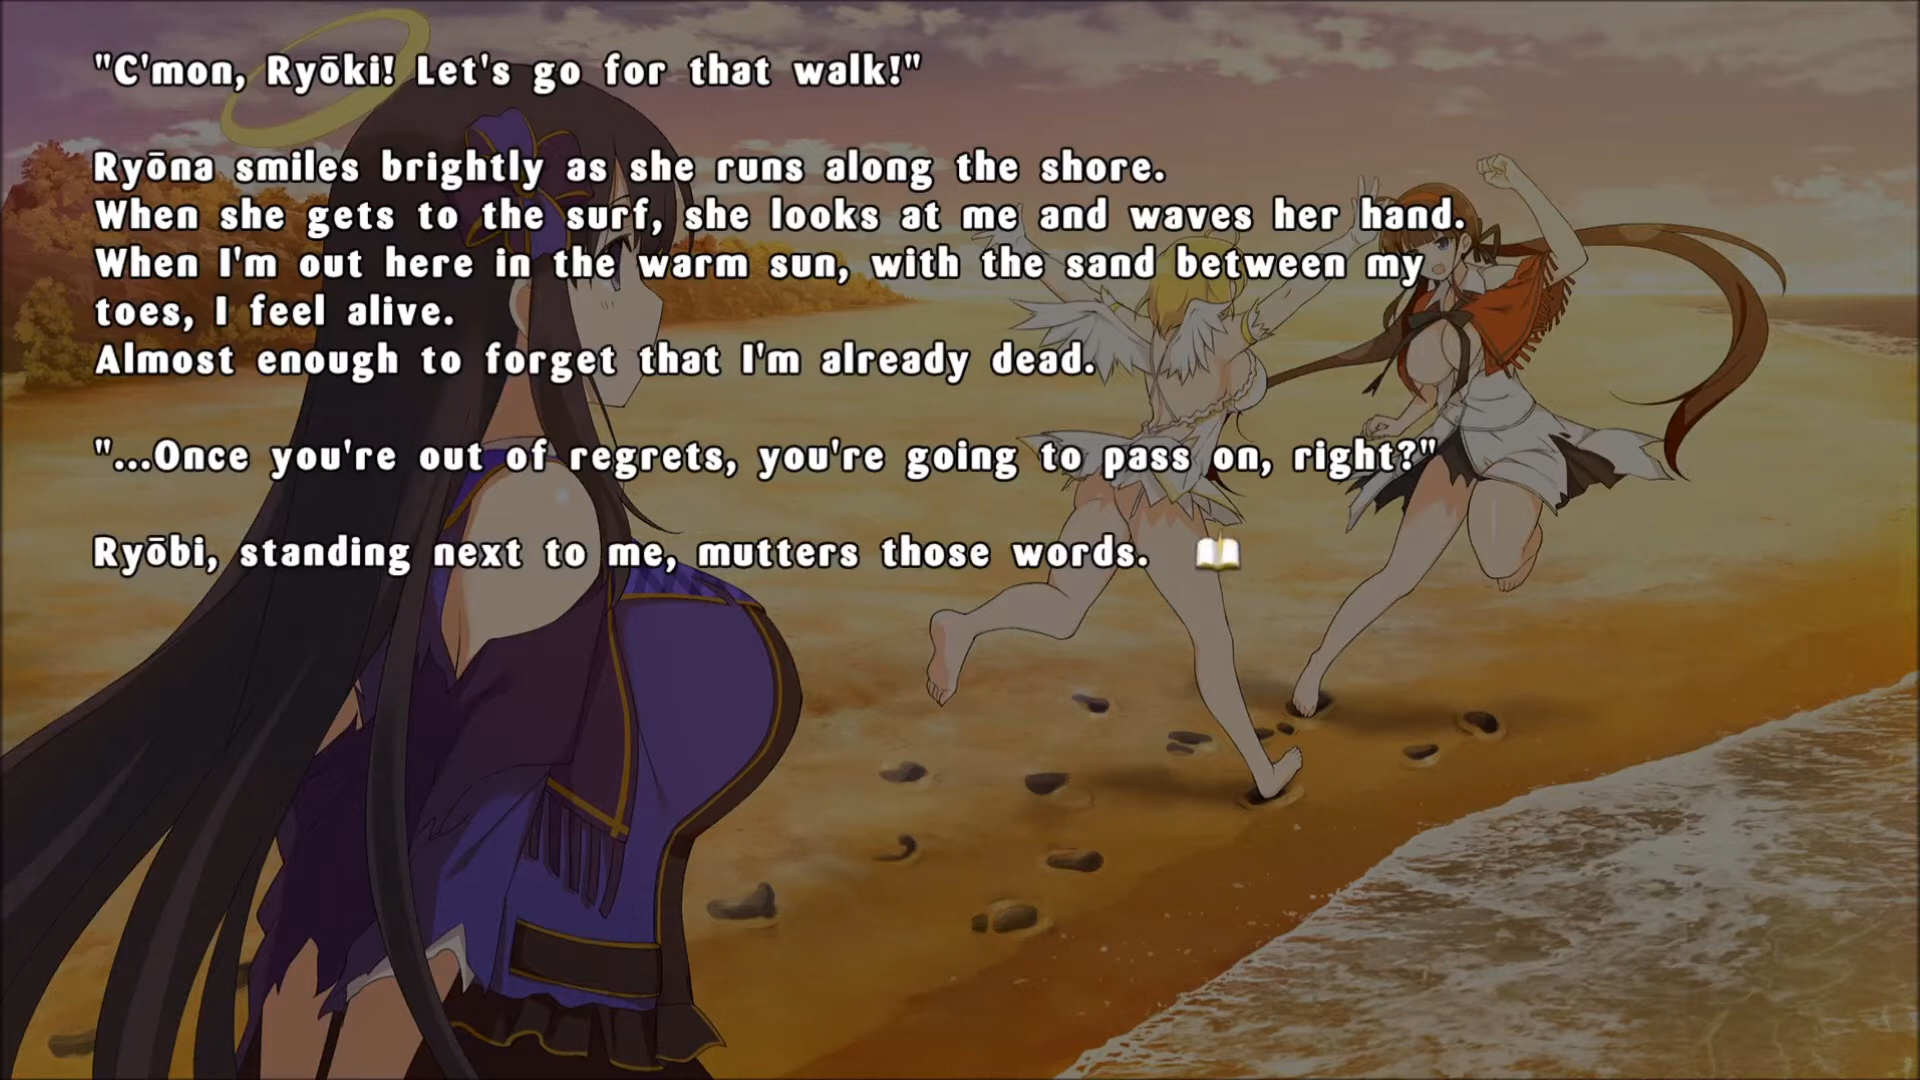 "C'mon, Ryōki! Let's go for that walk!"
Ryōna smiles brightly as she runs along the shore.
When she gets to the surf, she looks at me and waves her hand.
When I'm out here in the warm sun, with the sand between my
toes, I feel alive.
Almost enough to forget that I'm already dead.
"...Once you're out of regrets, you're going to pass on, right?"
Ryōbi, standing next to me, mutters those words.